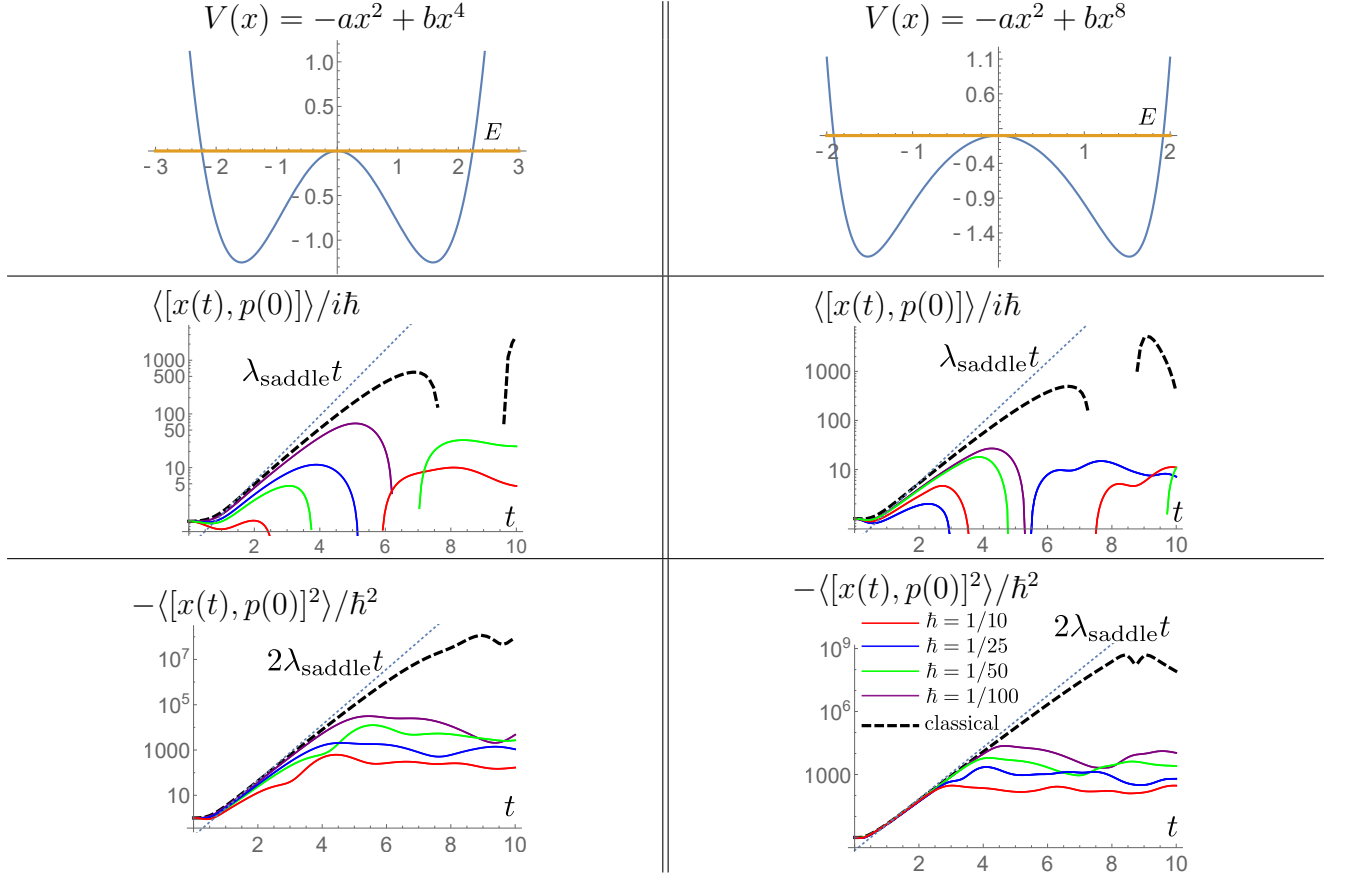 V(x) = −ax² + bx⁴
1.0
0.5
E
-3 -2 -1 1 2 3
-0.5
-1.0
V(x) = −ax² + bx⁸
1.1
0.6
E
-2 -1 1 2
-0.4
-0.9
-1.4
⟨[x(t), p(0)]⟩/iℏ
1000
500
100
50
10
5
λsaddle t
t
2 4 6 8 10
⟨[x(t), p(0)]⟩/iℏ
1000
100
10
λsaddle t
t
2 4 6 8 10
−⟨[x(t), p(0)]²⟩/ℏ²
10⁷
10⁵
1000
10
2λsaddle t
t
2 4 6 8 10
−⟨[x(t), p(0)]²⟩/ℏ²
ℏ = 1/10
ℏ = 1/25
ℏ = 1/50
ℏ = 1/100
classical
2λsaddle t
10⁹
10⁶
1000
t
2 4 6 8 10